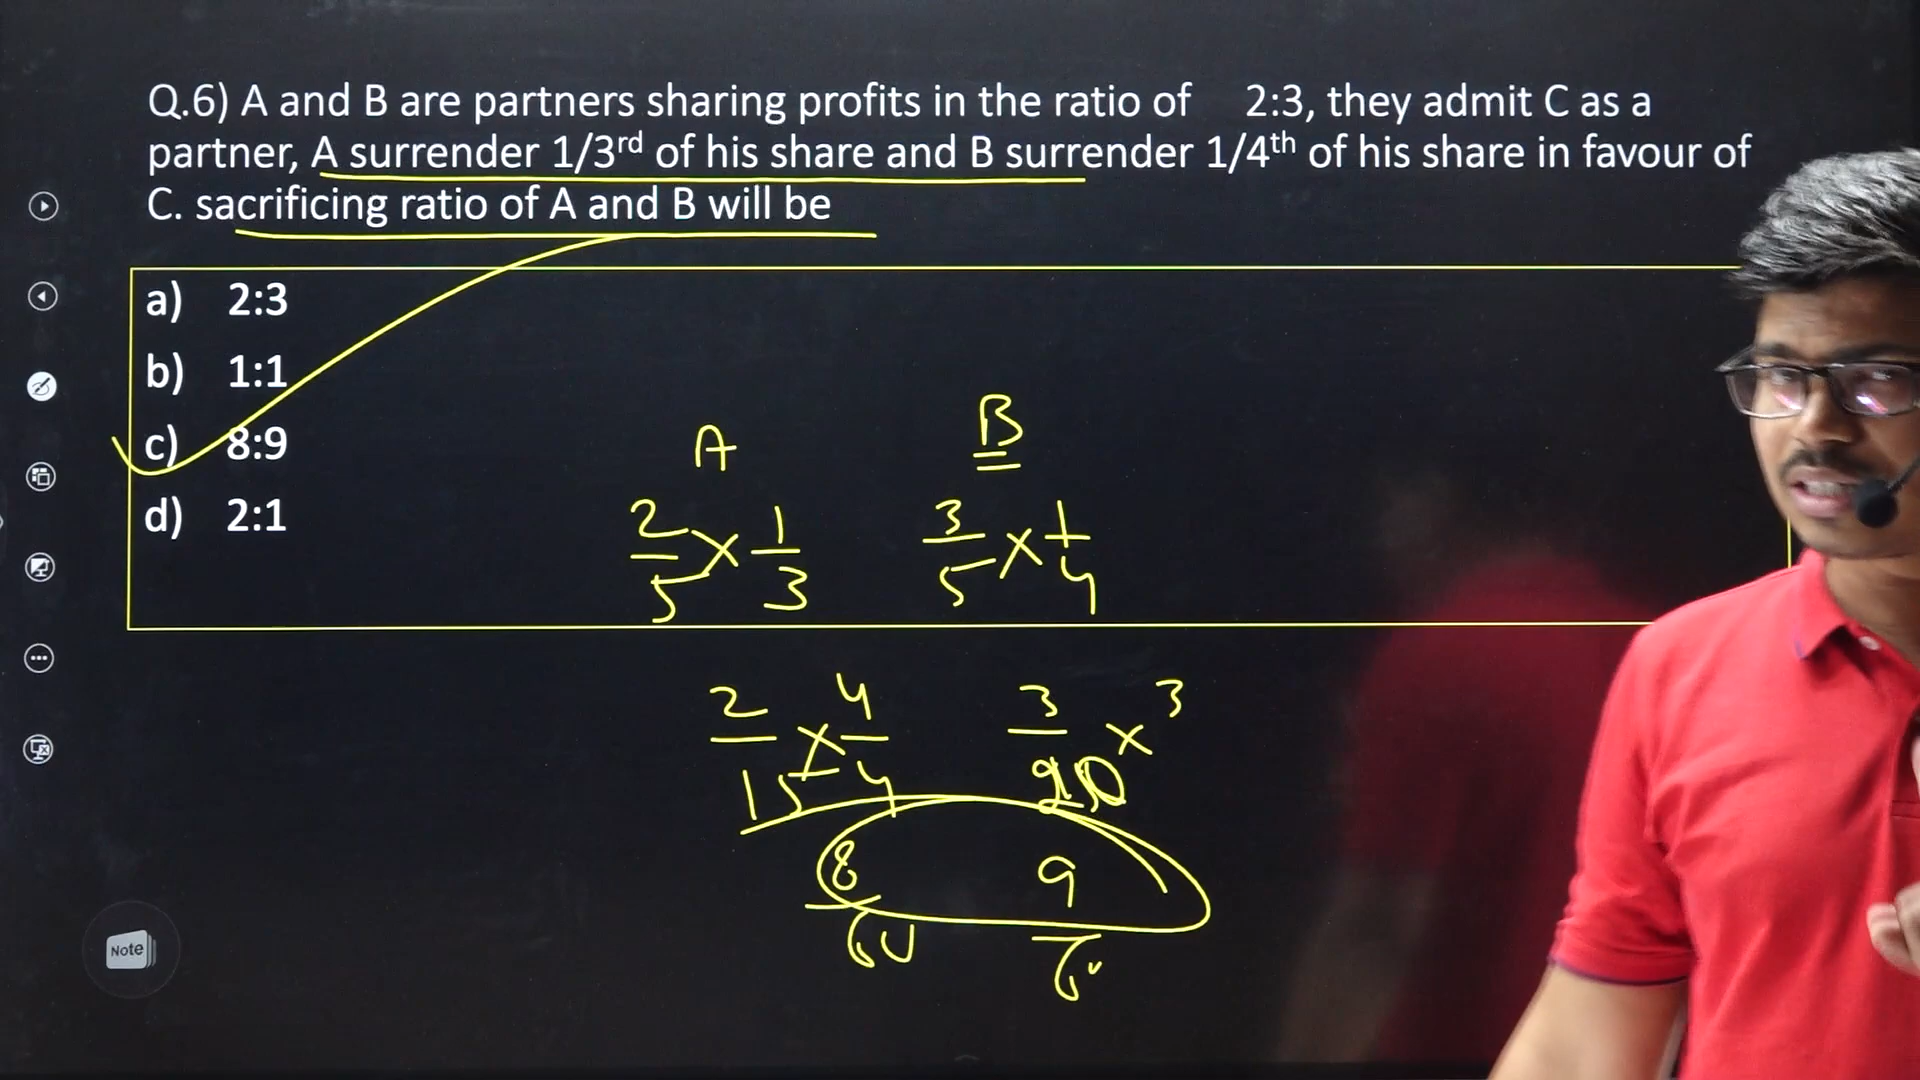 Q.6) A and B are partners sharing profits in the ratio of 2:3, they admit C as a
partner, A surrender 1/3rd of his share and B surrender 1/4th of his share in favour of
C. sacrificing ratio of A and B will be
a) 2:3
b) 1:1
c) 8:9
d) 2:1
A B
2/5 × 1/3 3/5 × 1/4
2/15 × 4/4 3/20 × 3
8/60 9/60
Note